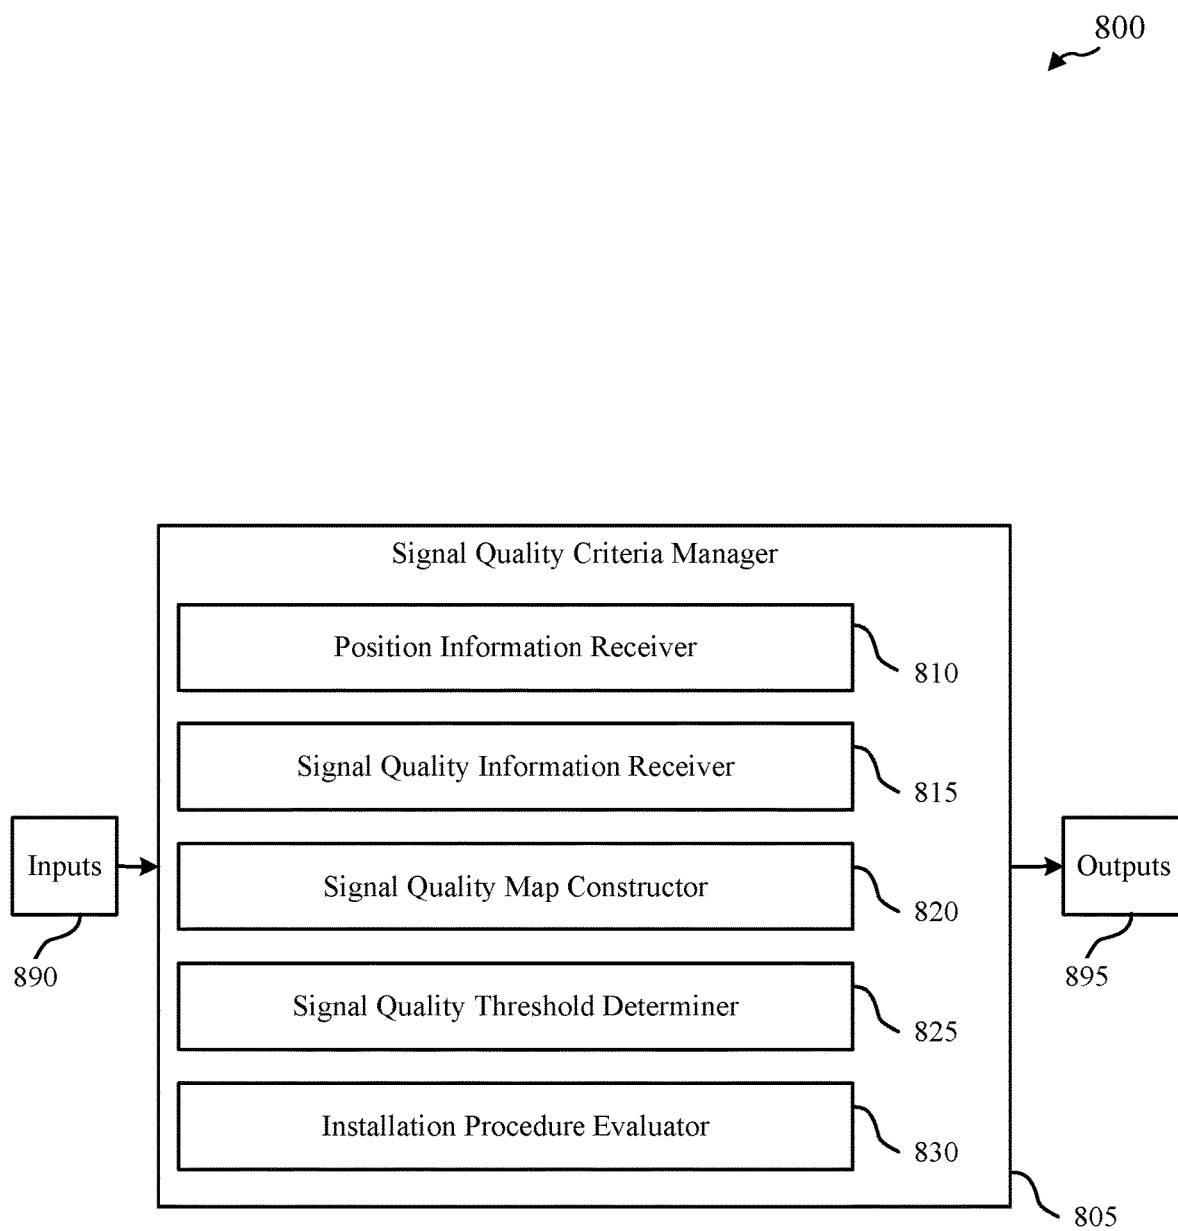 800
Signal Quality Criteria Manager
Position Information Receiver
810
Signal Quality Information Receiver
815
Inputs
890
Signal Quality Map Constructor
820
Outputs
895
Signal Quality Threshold Determiner
825
Installation Procedure Evaluator
830
805